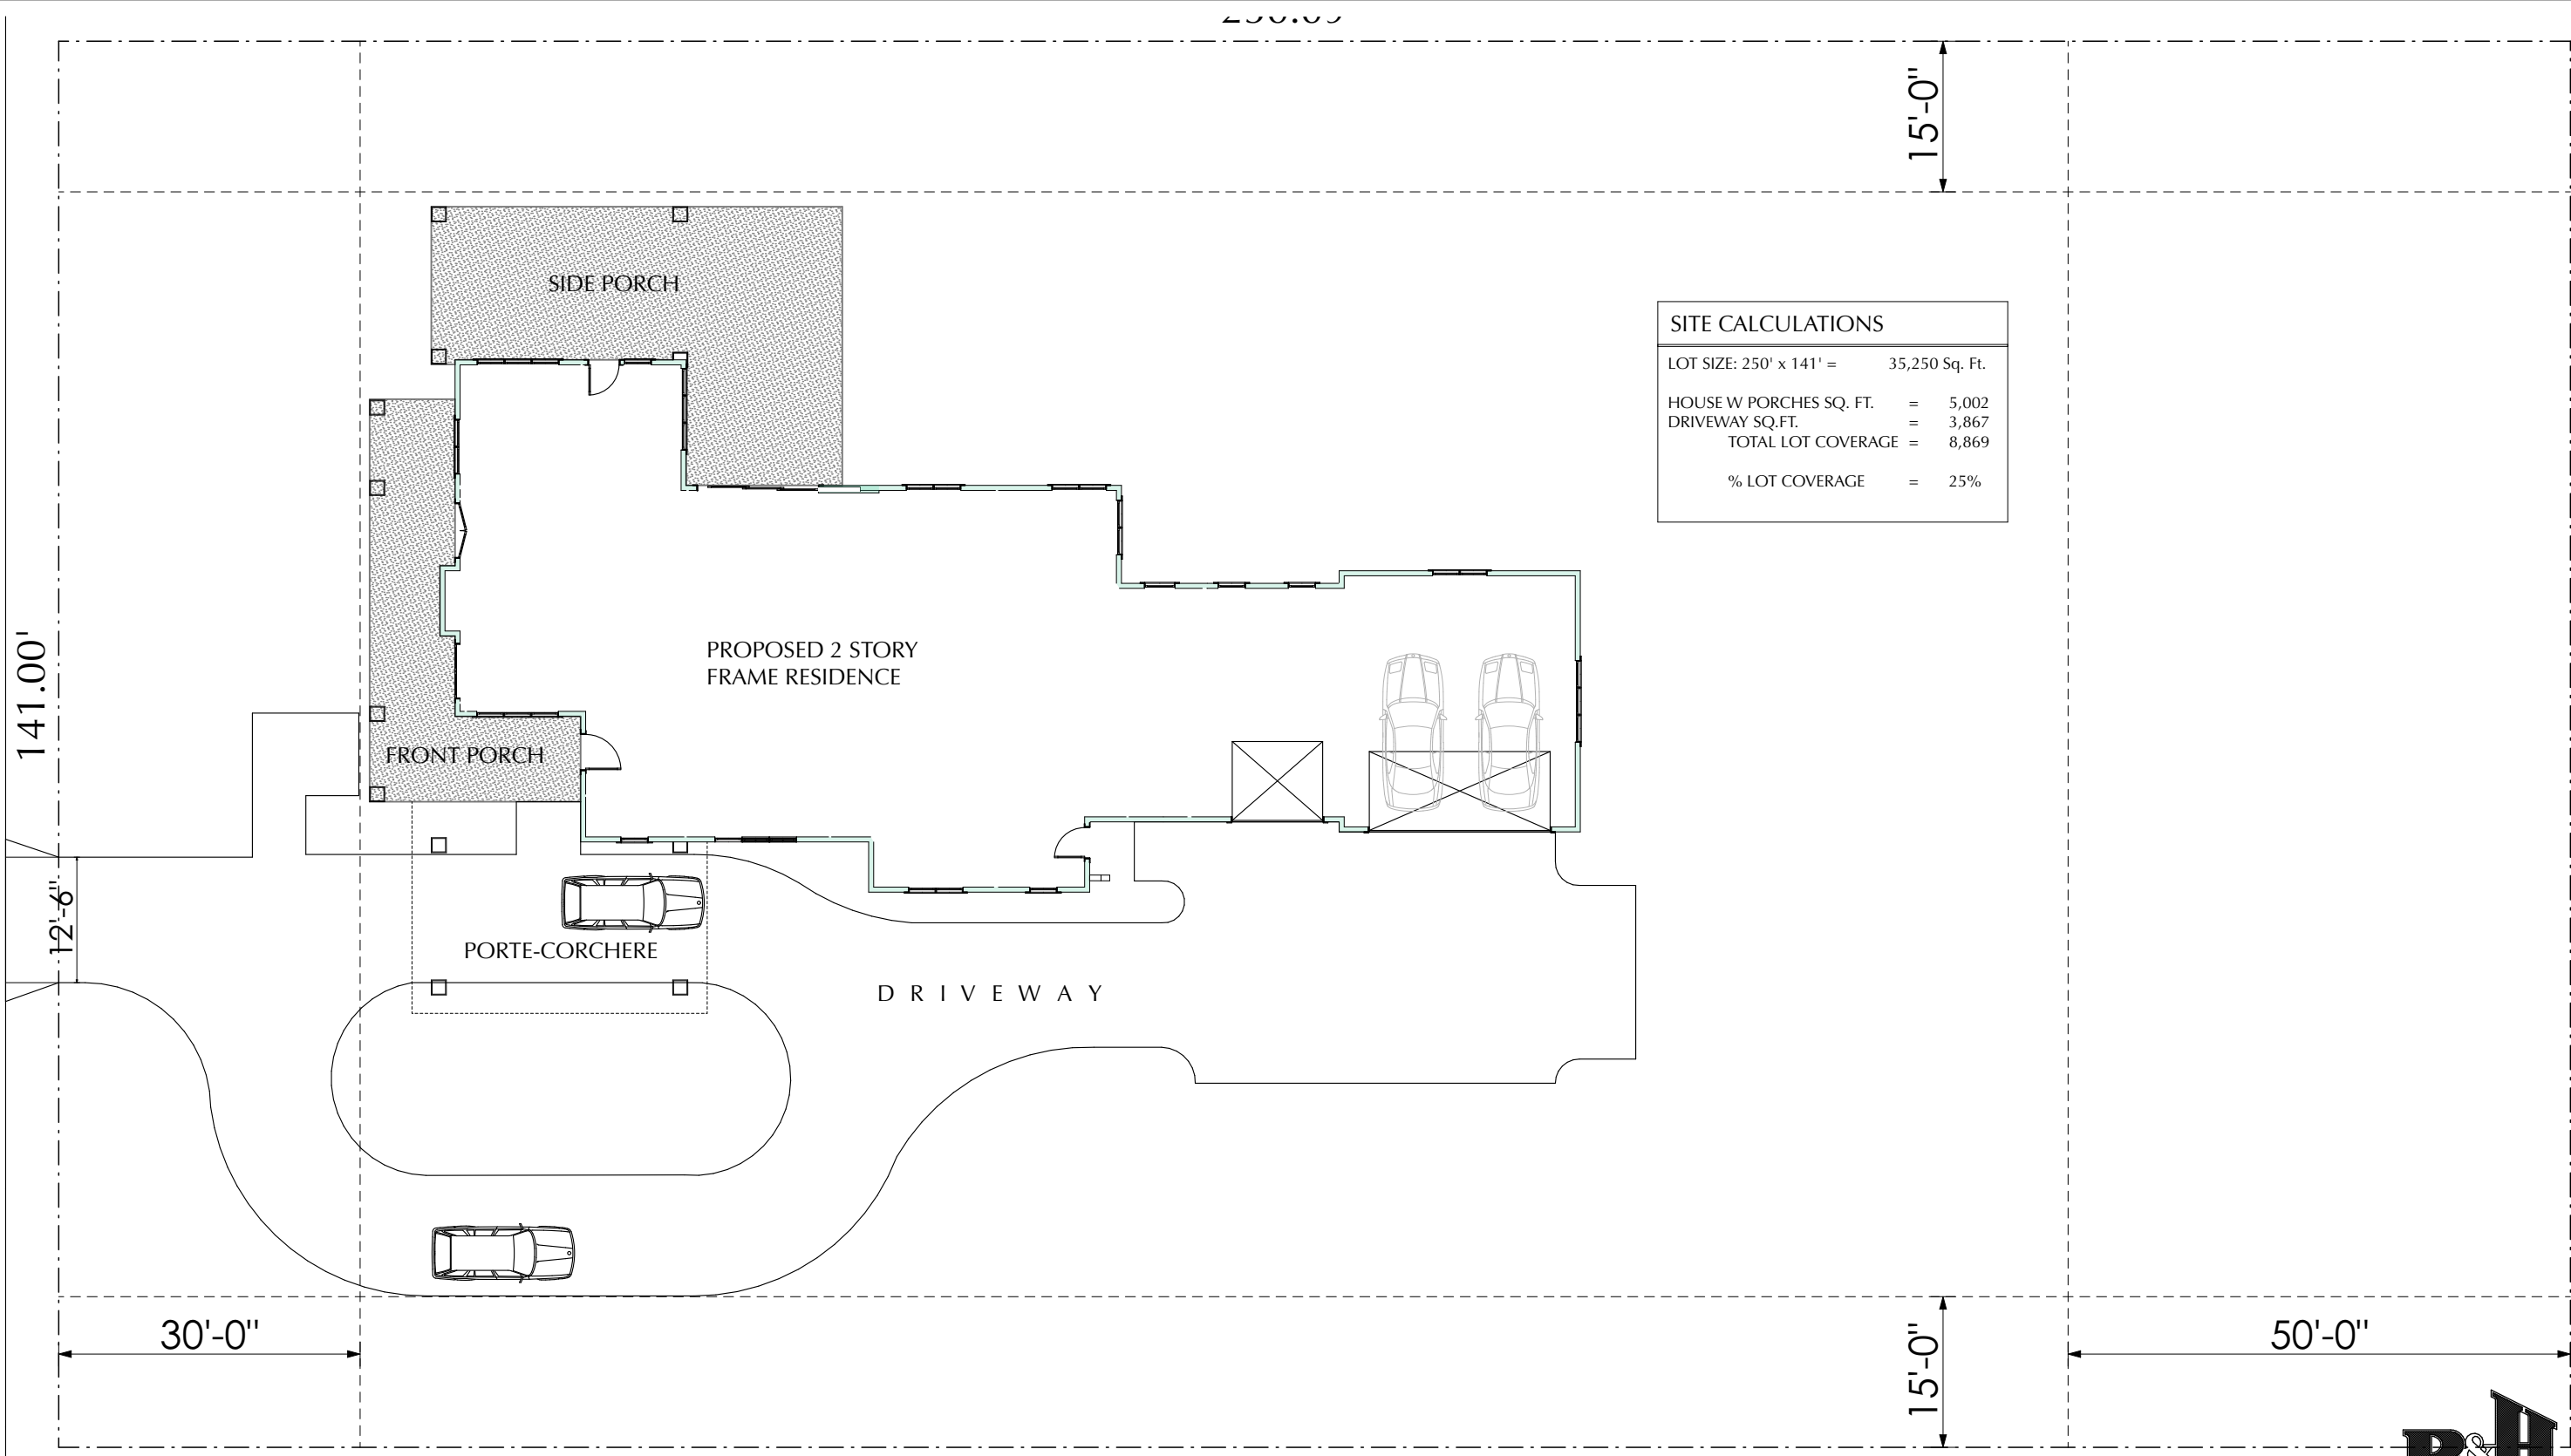 15'-0"
SIDE PORCH
SITE CALCULATIONS
LOT SIZE: 250' x 141' = 35,250 Sq. Ft.
HOUSE W PORCHES SQ. FT. = 5,002
DRIVEWAY SQ.FT. = 3,867
TOTAL LOT COVERAGE = 8,869
% LOT COVERAGE = 25%
141.00'
PROPOSED 2 STORY
FRAME RESIDENCE
FRONT PORCH
12'-6"
PORTE-CORCHERE
DRIVEWAY
30'-0"
15'-0"
50'-0"